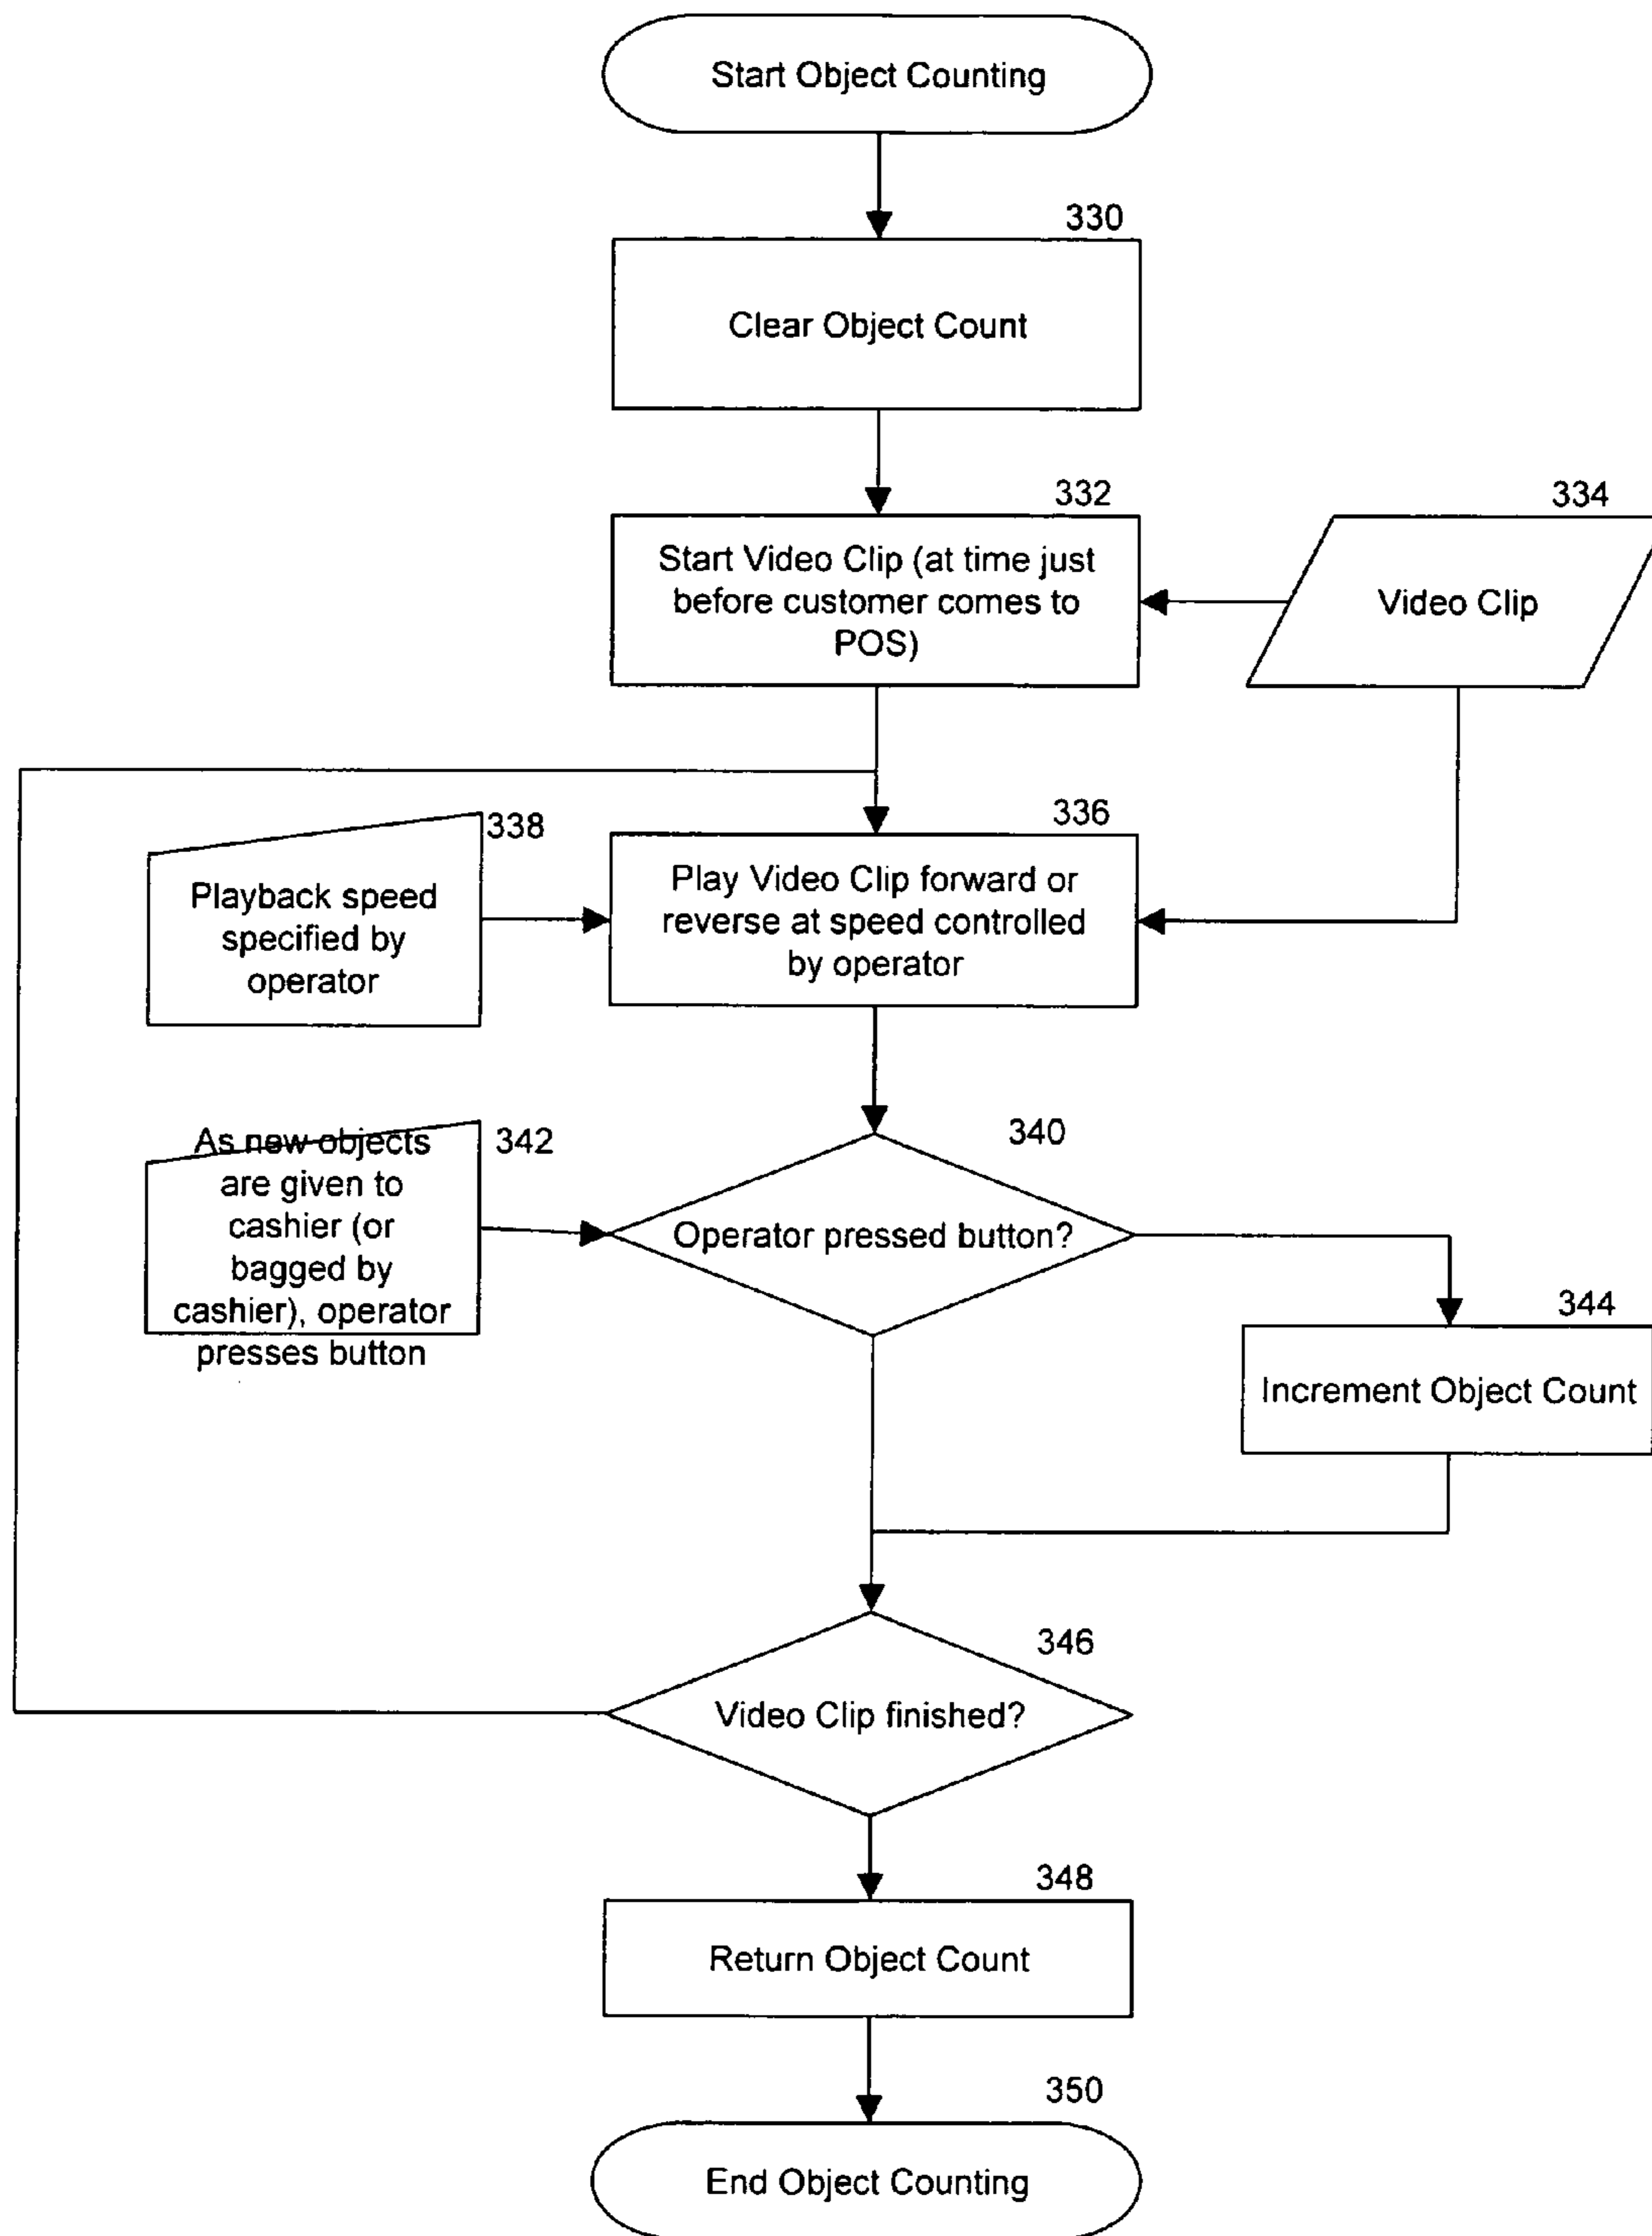 Start Object Counting
330
Clear Object Count
332
334
Start Video Clip (at time just
before customer comes to
POS)
Video Clip
338
336
Playback speed
specified by
operator
Play Video Clip forward or
reverse at speed controlled
by operator
As new objects
are given to
cashier (or
bagged by
cashier), operator
presses button
342
340
Operator pressed button?
344
Increment Object Count
346
Video Clip finished?
348
Return Object Count
350
End Object Counting